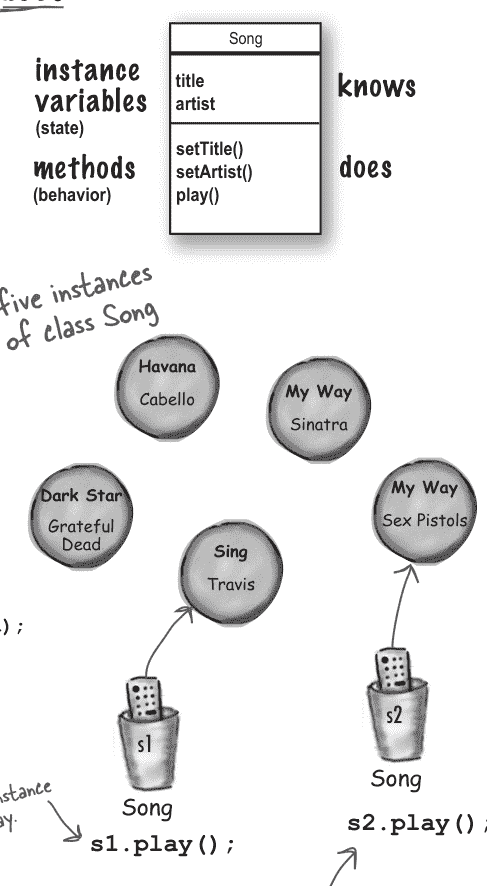 Song
instance
variables
(state)
title
artist
knows
methods
(behavior)
setTitle()
setArtist()
play()
does
five instances
of class Song
Havana
Cabello
My Way
Sinatra
Dark Star
Grateful
Dead
My Way
Sex Pistols
Sing
Travis
);
s1
Song
s2
Song
s1.play();
s2.play();